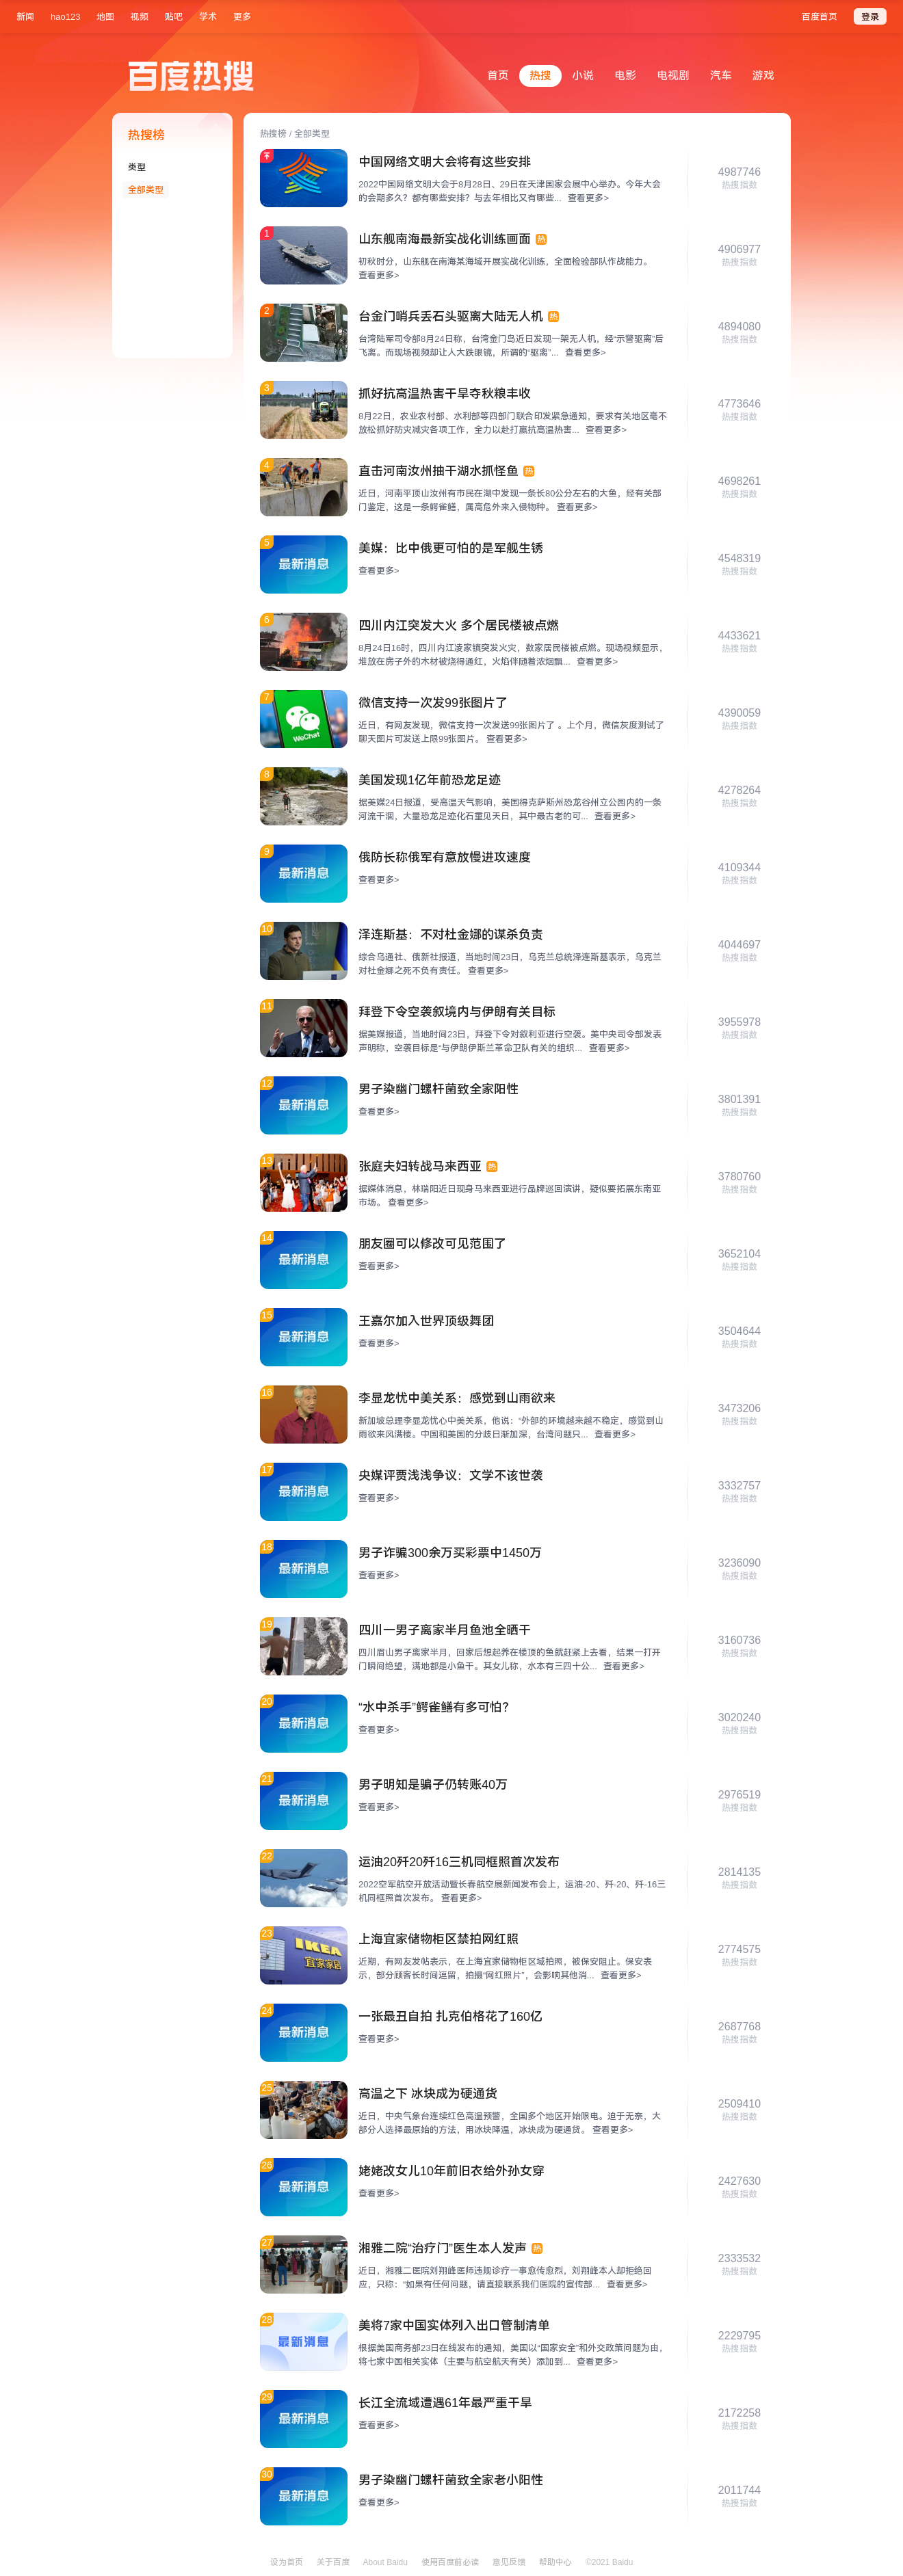 新闻 hao123 地图 视频 贴吧 学术 更多 百度首页 登录
百度热搜
首页 热搜 小说 电影 电视剧 汽车 游戏
热搜榜
类型
全部类型
热搜榜 / 全部类型
中国网络文明大会将有这些安排
2022中国网络文明大会于8月28日、29日在天津国家会展中心举办。今年大会
的会期多久？都有哪些安排？与去年相比又有哪些... 查看更多>
4987746
热搜指数
1
山东舰南海最新实战化训练画面 热
初秋时分，山东舰在南海某海域开展实战化训练，全面检验部队作战能力。
查看更多>
4906977
热搜指数
2
台金门哨兵丢石头驱离大陆无人机 热
台湾陆军司令部8月24日称，台湾金门岛近日发现一架无人机，经“示警驱离”后
飞离。而现场视频却让人大跌眼镜，所谓的“驱离”... 查看更多>
4894080
热搜指数
3
抓好抗高温热害干旱夺秋粮丰收
8月22日，农业农村部、水利部等四部门联合印发紧急通知，要求有关地区毫不
放松抓好防灾减灾各项工作，全力以赴打赢抗高温热害... 查看更多>
4773646
热搜指数
4
直击河南汝州抽干湖水抓怪鱼 热
近日，河南平顶山汝州有市民在湖中发现一条长80公分左右的大鱼，经有关部
门鉴定，这是一条鳄雀鳝，属高危外来入侵物种。 查看更多>
4698261
热搜指数
5
最新消息
美媒：比中俄更可怕的是军舰生锈
查看更多>
4548319
热搜指数
6
四川内江突发大火 多个居民楼被点燃
8月24日16时，四川内江凌家镇突发火灾，数家居民楼被点燃。现场视频显示，
堆放在房子外的木材被烧得通红，火焰伴随着浓烟飘... 查看更多>
4433621
热搜指数
7
WeChat
微信支持一次发99张图片了
近日，有网友发现，微信支持一次发送99张图片了 。上个月，微信灰度测试了
聊天图片可发送上限99张图片。 查看更多>
4390059
热搜指数
8
美国发现1亿年前恐龙足迹
据美媒24日报道，受高温天气影响，美国得克萨斯州恐龙谷州立公园内的一条
河流干涸，大量恐龙足迹化石重见天日，其中最古老的可... 查看更多>
4278264
热搜指数
9
最新消息
俄防长称俄军有意放慢进攻速度
查看更多>
4109344
热搜指数
10
泽连斯基：不对杜金娜的谋杀负责
综合乌通社、俄新社报道，当地时间23日，乌克兰总统泽连斯基表示，乌克兰
对杜金娜之死不负有责任。 查看更多>
4044697
热搜指数
11
拜登下令空袭叙境内与伊朗有关目标
据美媒报道，当地时间23日，拜登下令对叙利亚进行空袭。美中央司令部发表
声明称，空袭目标是“与伊朗伊斯兰革命卫队有关的组织... 查看更多>
3955978
热搜指数
12
最新消息
男子染幽门螺杆菌致全家阳性
查看更多>
3801391
热搜指数
13
张庭夫妇转战马来西亚 热
据媒体消息，林瑞阳近日现身马来西亚进行品牌巡回演讲，疑似要拓展东南亚
市场。 查看更多>
3780760
热搜指数
14
最新消息
朋友圈可以修改可见范围了
查看更多>
3652104
热搜指数
15
最新消息
王嘉尔加入世界顶级舞团
查看更多>
3504644
热搜指数
16
李显龙忧中美关系：感觉到山雨欲来
新加坡总理李显龙忧心中美关系，他说：“外部的环境越来越不稳定，感觉到山
雨欲来风满楼。中国和美国的分歧日渐加深，台湾问题只... 查看更多>
3473206
热搜指数
17
最新消息
央媒评贾浅浅争议：文学不该世袭
查看更多>
3332757
热搜指数
18
最新消息
男子诈骗300余万买彩票中1450万
查看更多>
3236090
热搜指数
19
四川一男子离家半月鱼池全晒干
四川眉山男子离家半月，回家后想起养在楼顶的鱼就赶紧上去看，结果一打开
门瞬间绝望，满地都是小鱼干。其女儿称，水本有三四十公... 查看更多>
3160736
热搜指数
20
最新消息
“水中杀手”鳄雀鳝有多可怕？
查看更多>
3020240
热搜指数
21
最新消息
男子明知是骗子仍转账40万
查看更多>
2976519
热搜指数
22
运油20歼20歼16三机同框照首次发布
2022空军航空开放活动暨长春航空展新闻发布会上，运油-20、歼-20、歼-16三
机同框照首次发布。 查看更多>
2814135
热搜指数
23
IKEA
宜家家居
上海宜家储物柜区禁拍网红照
近期，有网友发帖表示，在上海宜家储物柜区域拍照，被保安阻止。保安表
示，部分顾客长时间逗留，拍摄“网红照片”，会影响其他消... 查看更多>
2774575
热搜指数
24
最新消息
一张最丑自拍 扎克伯格花了160亿
查看更多>
2687768
热搜指数
25
高温之下 冰块成为硬通货
近日，中央气象台连续红色高温预警，全国多个地区开始限电。迫于无奈，大
部分人选择最原始的方法，用冰块降温，冰块成为硬通货。 查看更多>
2509410
热搜指数
26
最新消息
姥姥改女儿10年前旧衣给外孙女穿
查看更多>
2427630
热搜指数
27
湘雅二院“治疗门”医生本人发声 热
近日，湘雅二医院刘翔峰医师违规诊疗一事愈传愈烈，刘翔峰本人却拒绝回
应，只称：“如果有任何问题，请直接联系我们医院的宣传部... 查看更多>
2333532
热搜指数
28
最新消息
美将7家中国实体列入出口管制清单
根据美国商务部23日在线发布的通知，美国以“国家安全”和外交政策问题为由，
将七家中国相关实体（主要与航空航天有关）添加到... 查看更多>
2229795
热搜指数
29
最新消息
长江全流域遭遇61年最严重干旱
查看更多>
2172258
热搜指数
30
最新消息
男子染幽门螺杆菌致全家老小阳性
查看更多>
2011744
热搜指数
设为首页 关于百度 About Baidu 使用百度前必读 意见反馈 帮助中心 ©2021 Baidu